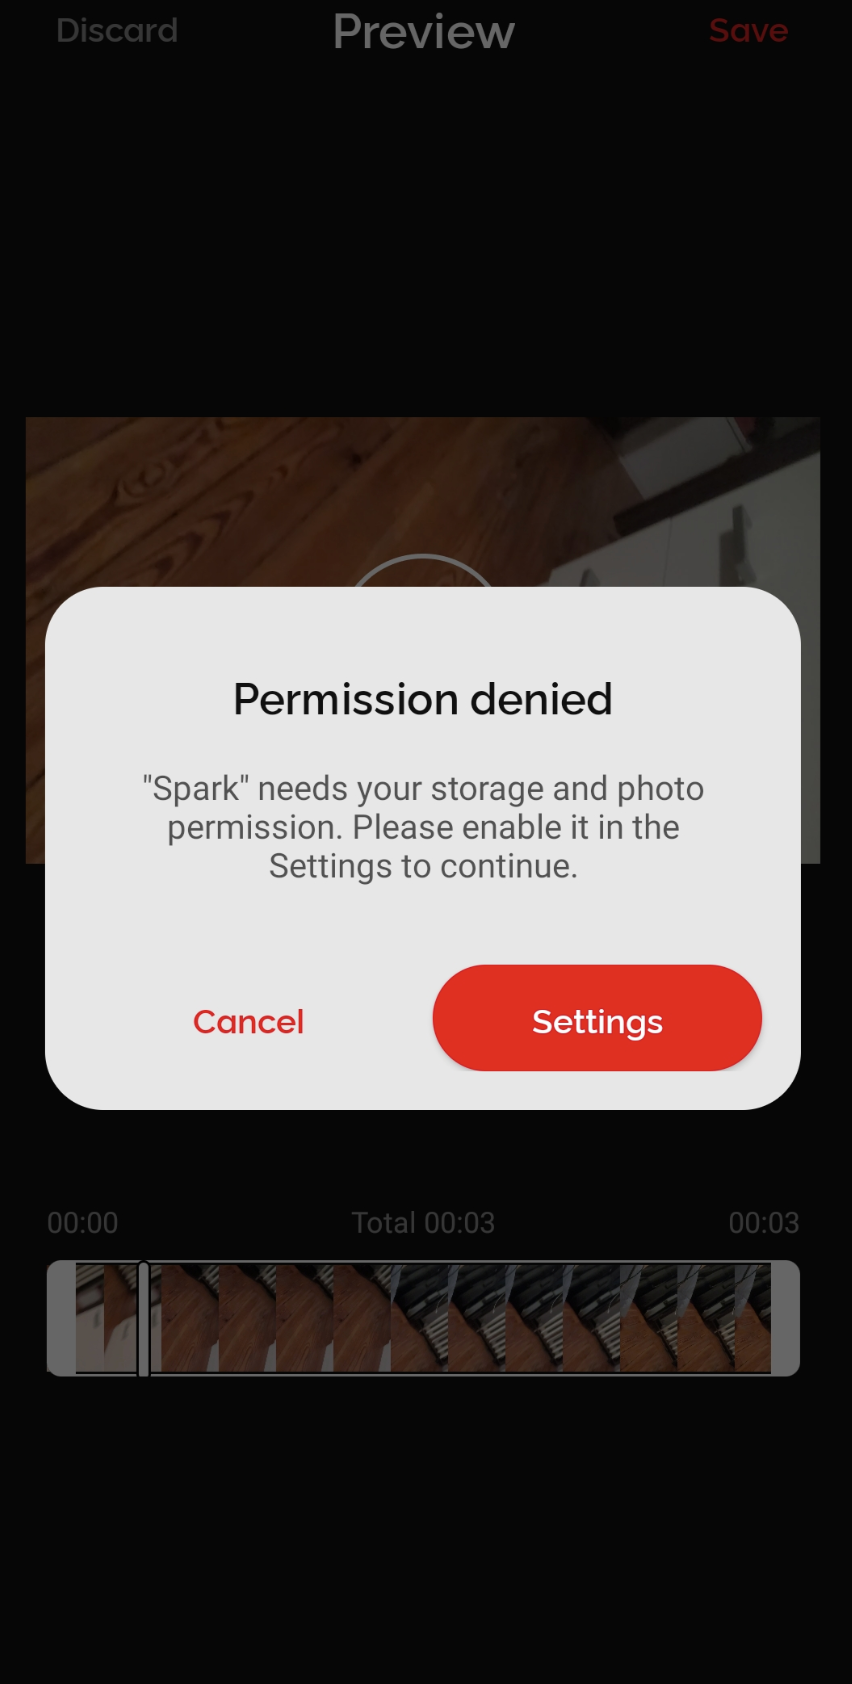 Discard Preview Save
Permission denied
"Spark" needs your storage and photo
permission. Please enable it in the
Settings to continue.
Cancel Settings
00:00 Total 00:03 00:03